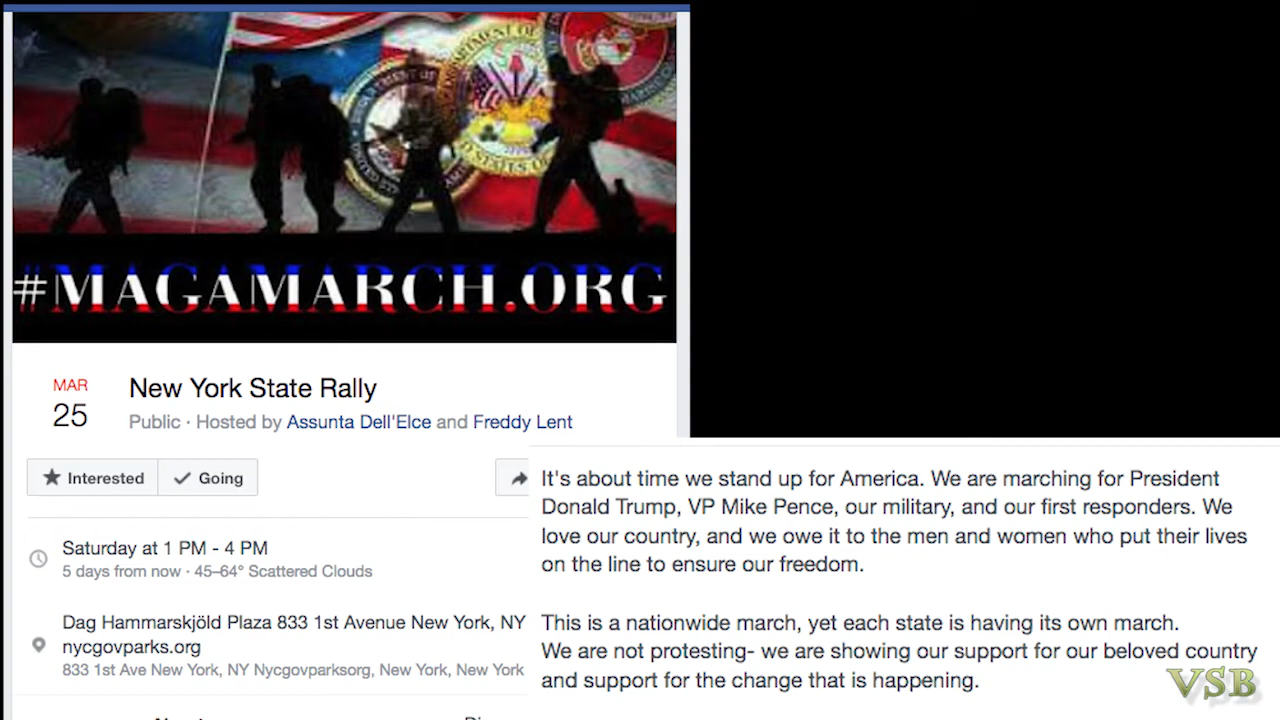 #MAGAMARCH.ORG
MAR
25
New York State Rally
Public · Hosted by Assunta Dell'Elce and Freddy Lent
Interested
Going
Saturday at 1 PM - 4 PM
5 days from now · 45–64° Scattered Clouds
Dag Hammarskjöld Plaza 833 1st Avenue New York, NY
nycgovparks.org
833 1st Ave New York, NY Nycgovparksorg, New York, New York
It's about time we stand up for America. We are marching for President
Donald Trump, VP Mike Pence, our military, and our first responders. We
love our country, and we owe it to the men and women who put their lives
on the line to ensure our freedom.
This is a nationwide march, yet each state is having its own march.
We are not protesting- we are showing our support for our beloved country
and support for the change that is happening.
VSB